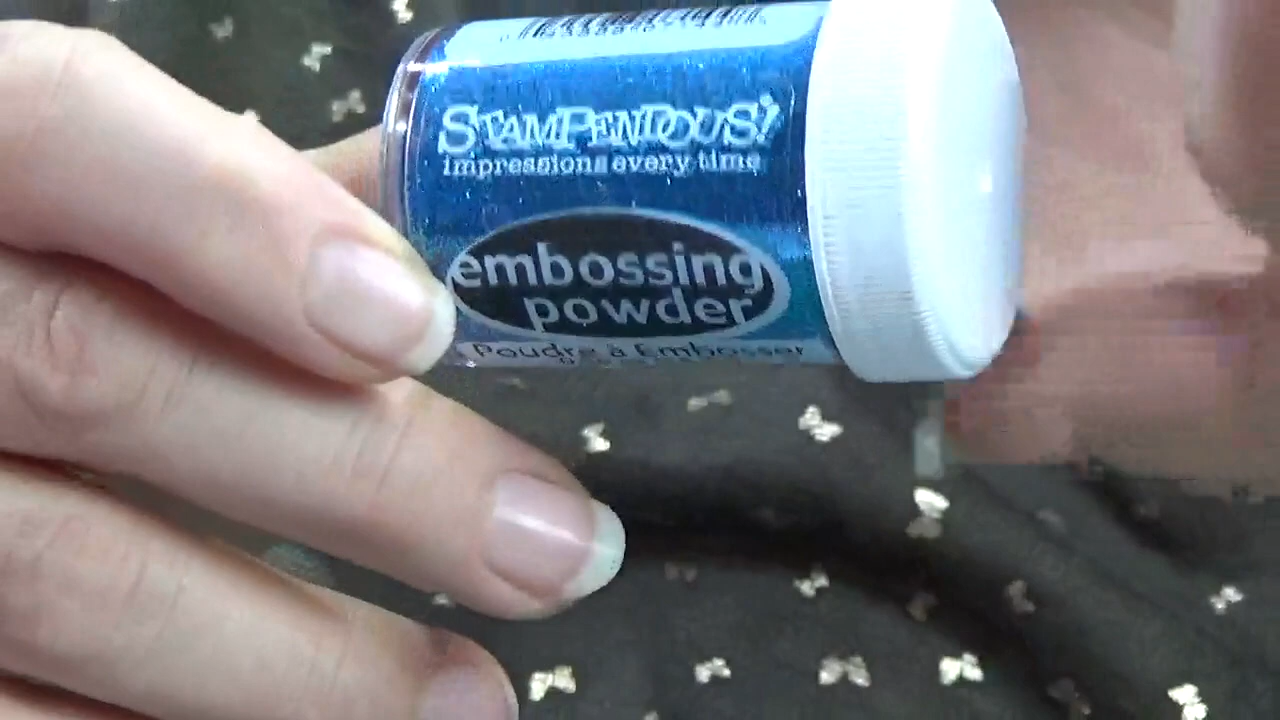 STAMPENDOUS!
impressions every time
embossing
powder
Poudre à Embosser